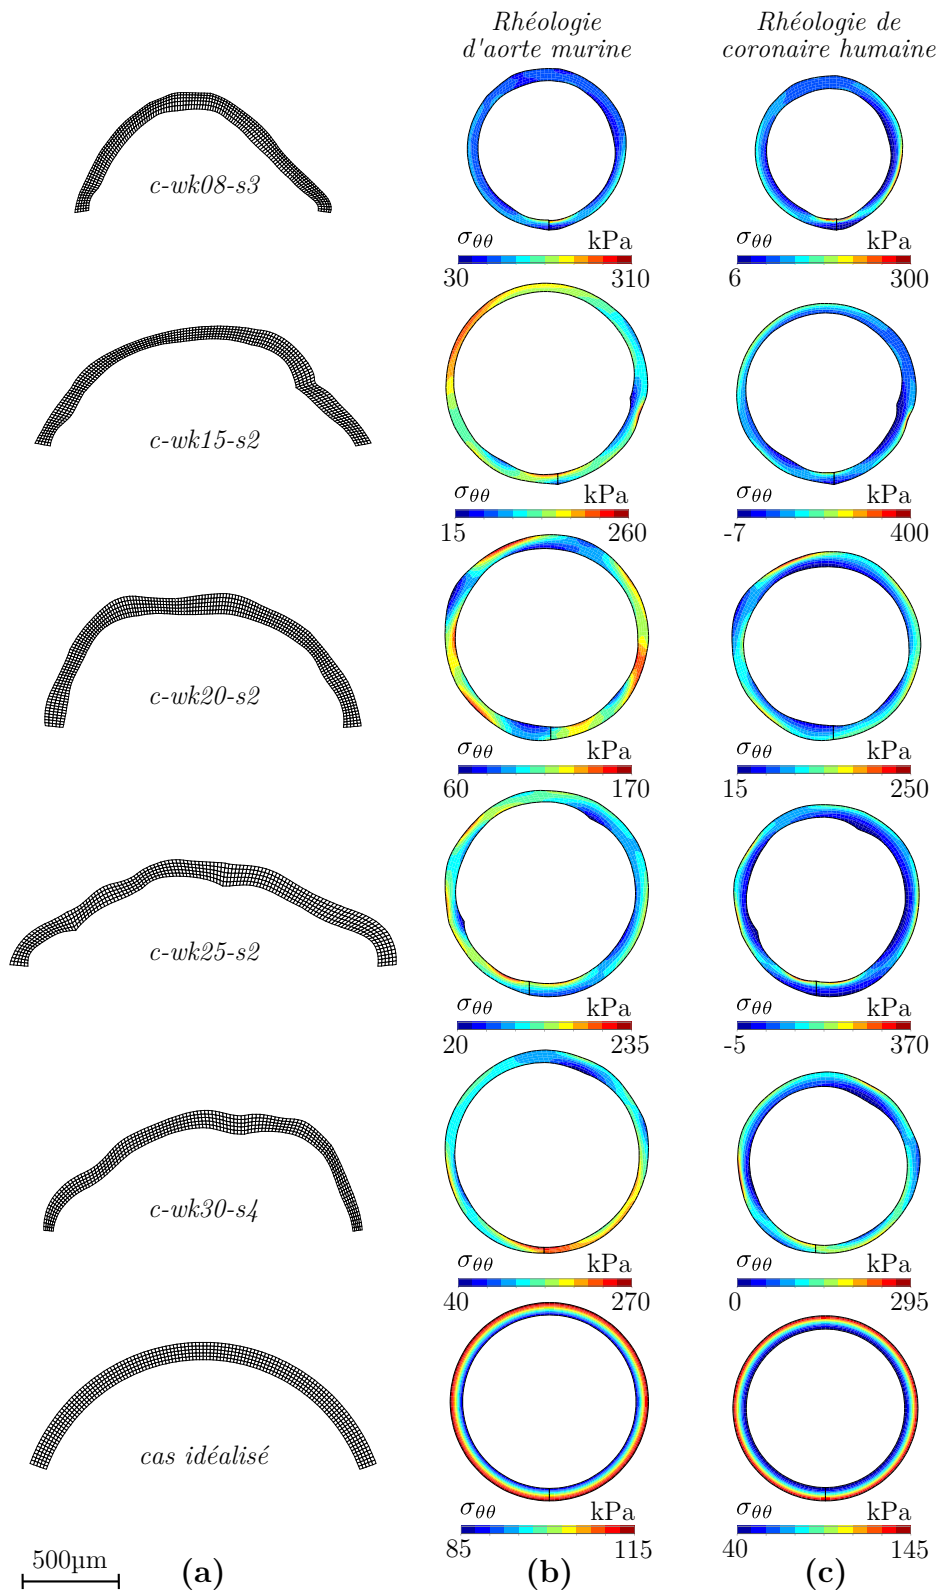 Rhéologie
d'aorte murine
Rhéologie de
coronaire humaine
c-wk08-s3
σθθ kPa
30 310
σθθ kPa
6 300
c-wk15-s2
σθθ kPa
15 260
σθθ kPa
-7 400
c-wk20-s2
σθθ kPa
60 170
σθθ kPa
15 250
c-wk25-s2
σθθ kPa
20 235
σθθ kPa
-5 370
c-wk30-s4
σθθ kPa
40 270
σθθ kPa
0 295
cas idéalisé
σθθ kPa
85 115
σθθ kPa
40 145
500µm
(a) (b) (c)